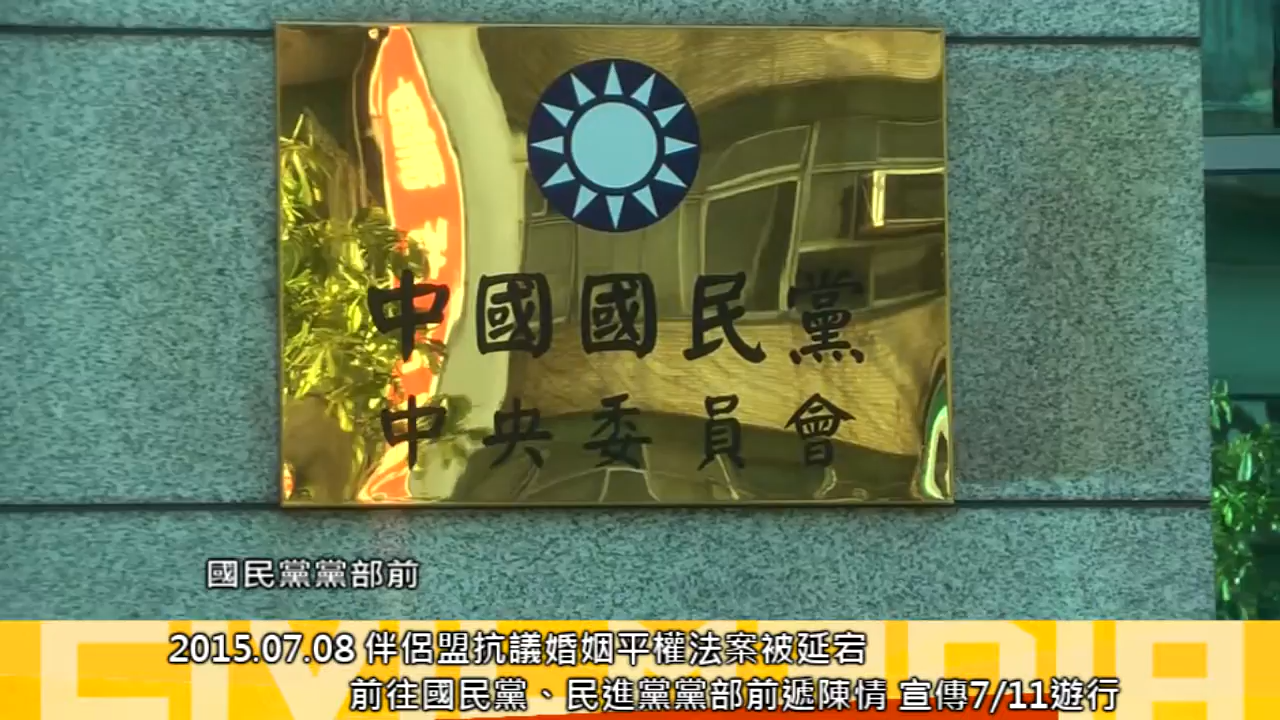 中國國民黨
中央委員會
國民黨黨部前
2015.07.08 伴侶盟抗議婚姻平權法案被延宕
前往國民黨、民進黨黨部前遞陳情 宣傳7/11遊行